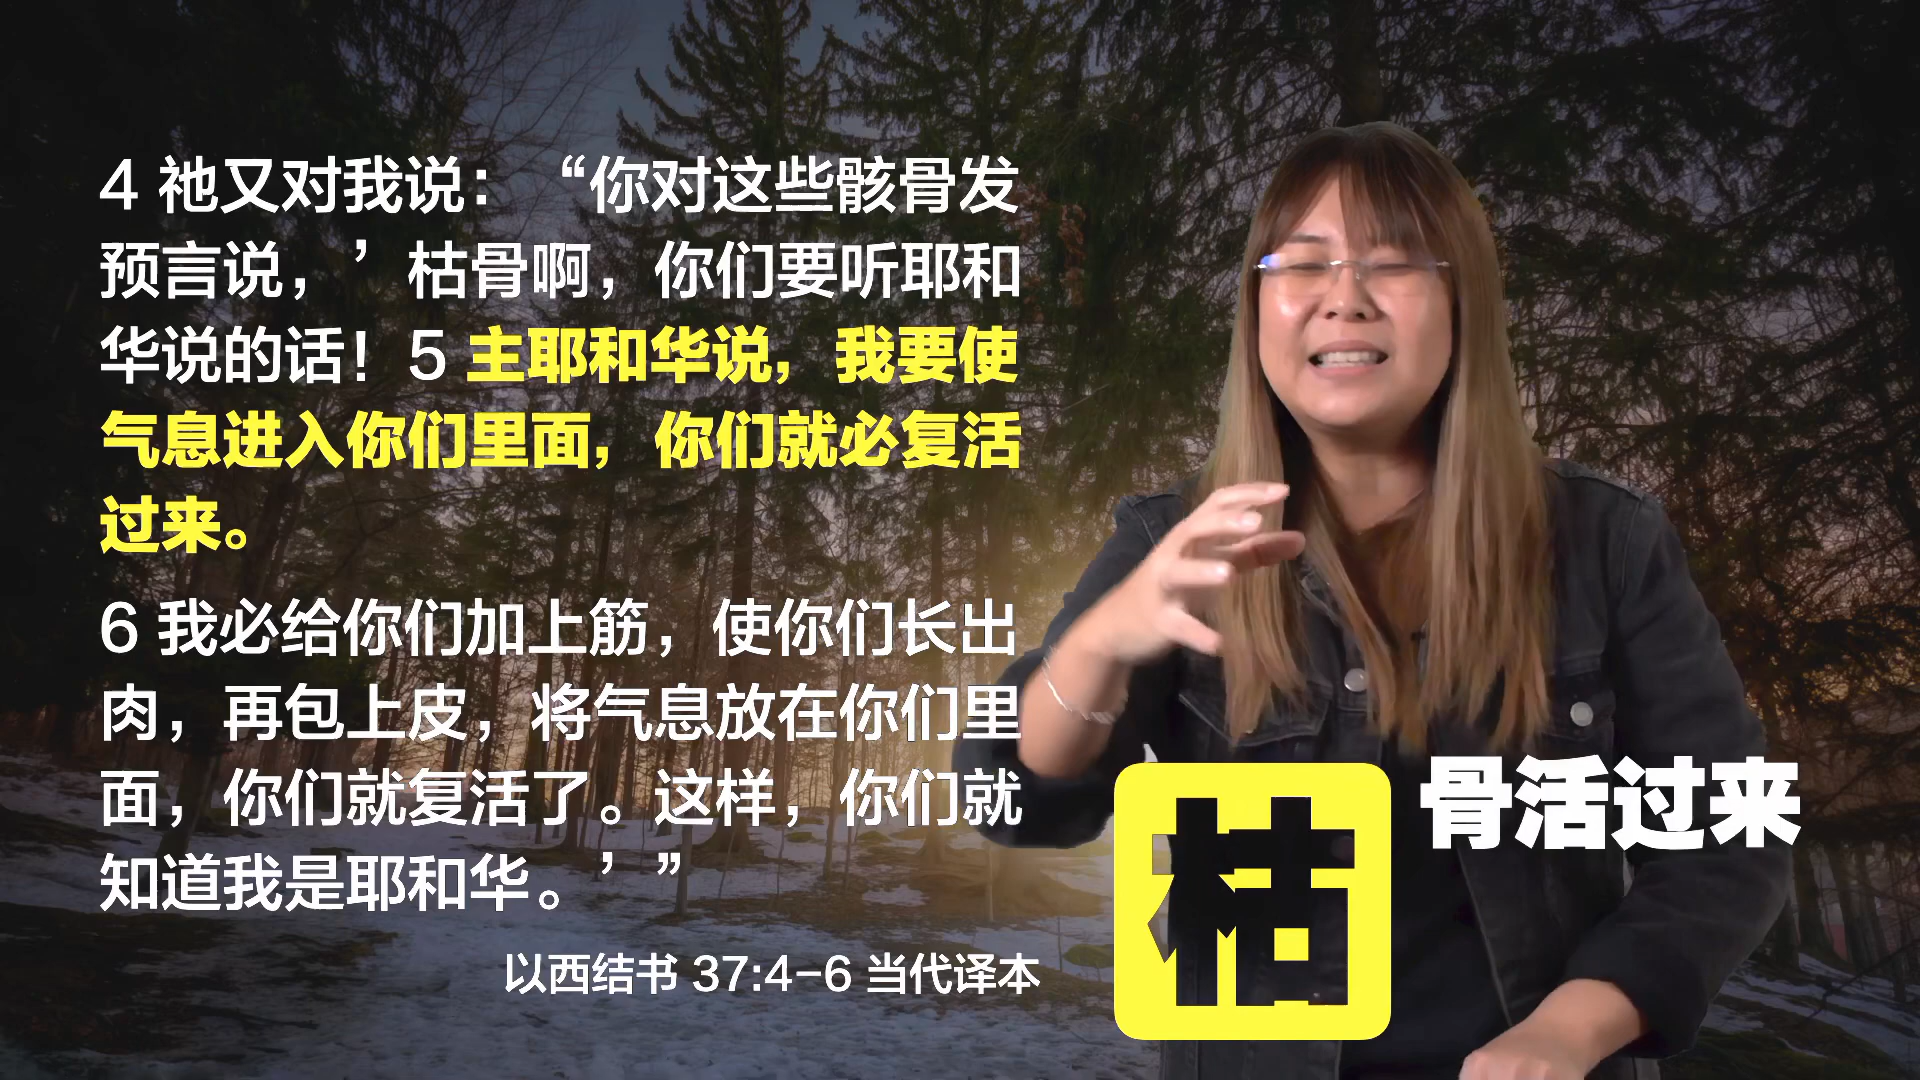 4 祂又对我说：“你对这些骸骨发
预言说，’枯骨啊，你们要听耶和
华说的话！5 主耶和华说，我要使
气息进入你们里面，你们就必复活
过来。
6 我必给你们加上筋，使你们长出
肉，再包上皮，将气息放在你们里
面，你们就复活了。这样，你们就
知道我是耶和华。’”
以西结书 37:4-6 当代译本
枯骨活过来